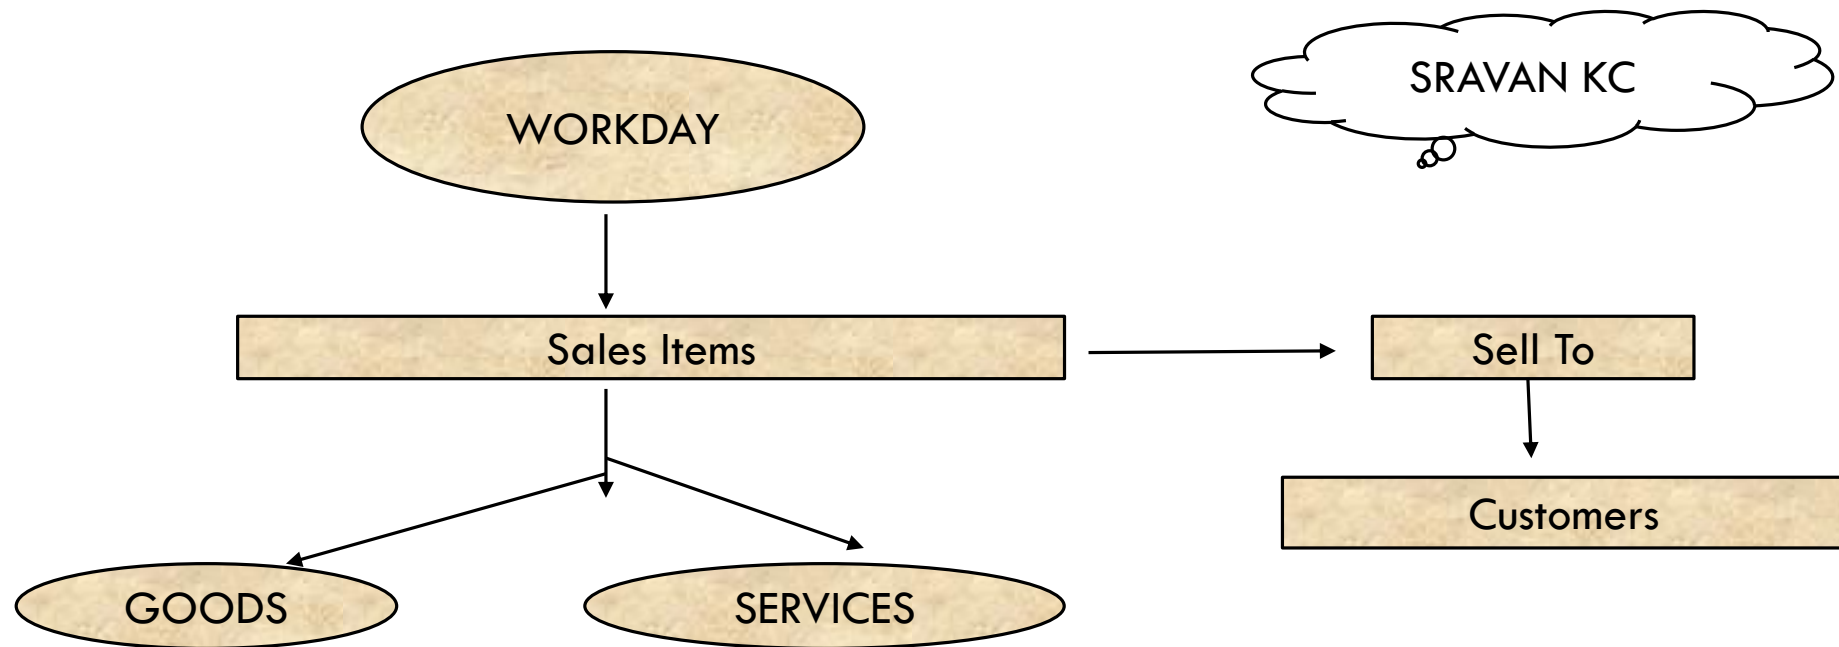 WORKDAY
SRAVAN KC
Sales Items
Sell To
Customers
GOODS
SERVICES